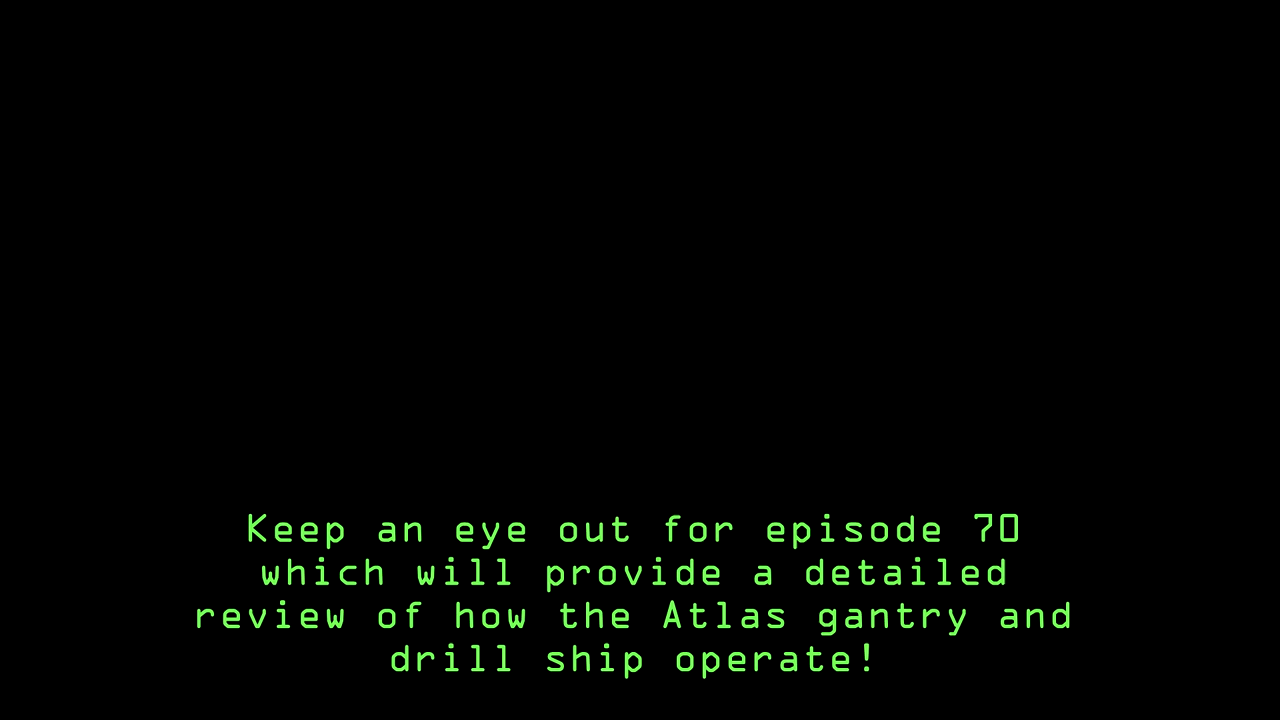 Keep an eye out for episode 70
which will provide a detailed
review of how the Atlas gantry and
drill ship operate!